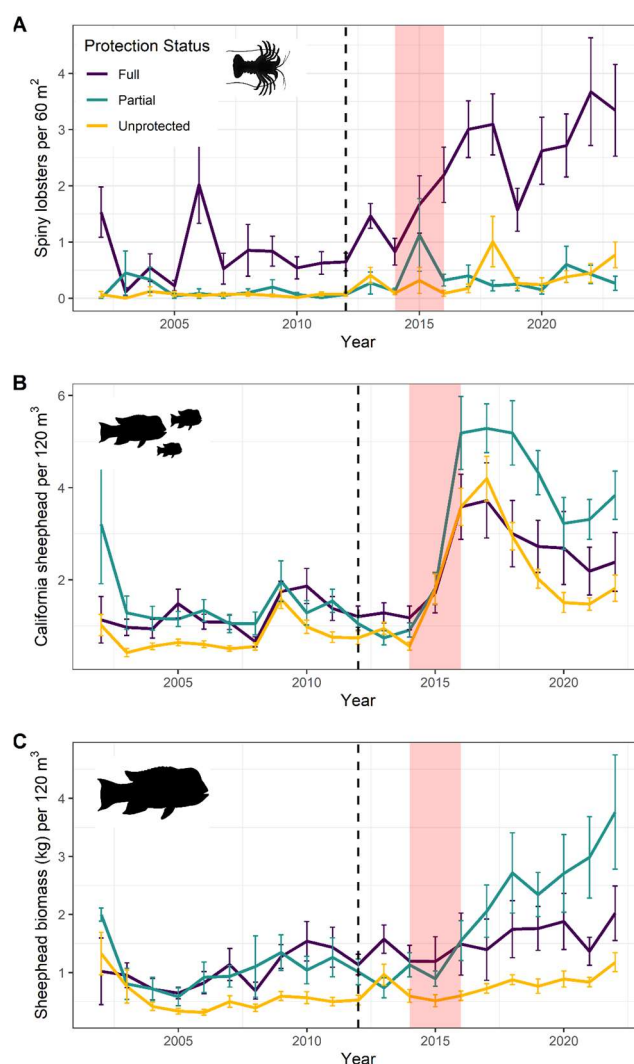 A
Protection Status
Full
Partial
Unprotected
Spiny lobsters per 60 m²
4
3
2
1
0
2005 2010 2015 2020
Year
B
California sheephead per 120 m³
6
4
2
2005 2010 2015 2020
Year
C
Sheephead biomass (kg) per 120 m³
4
3
2
1
2005 2010 2015 2020
Year